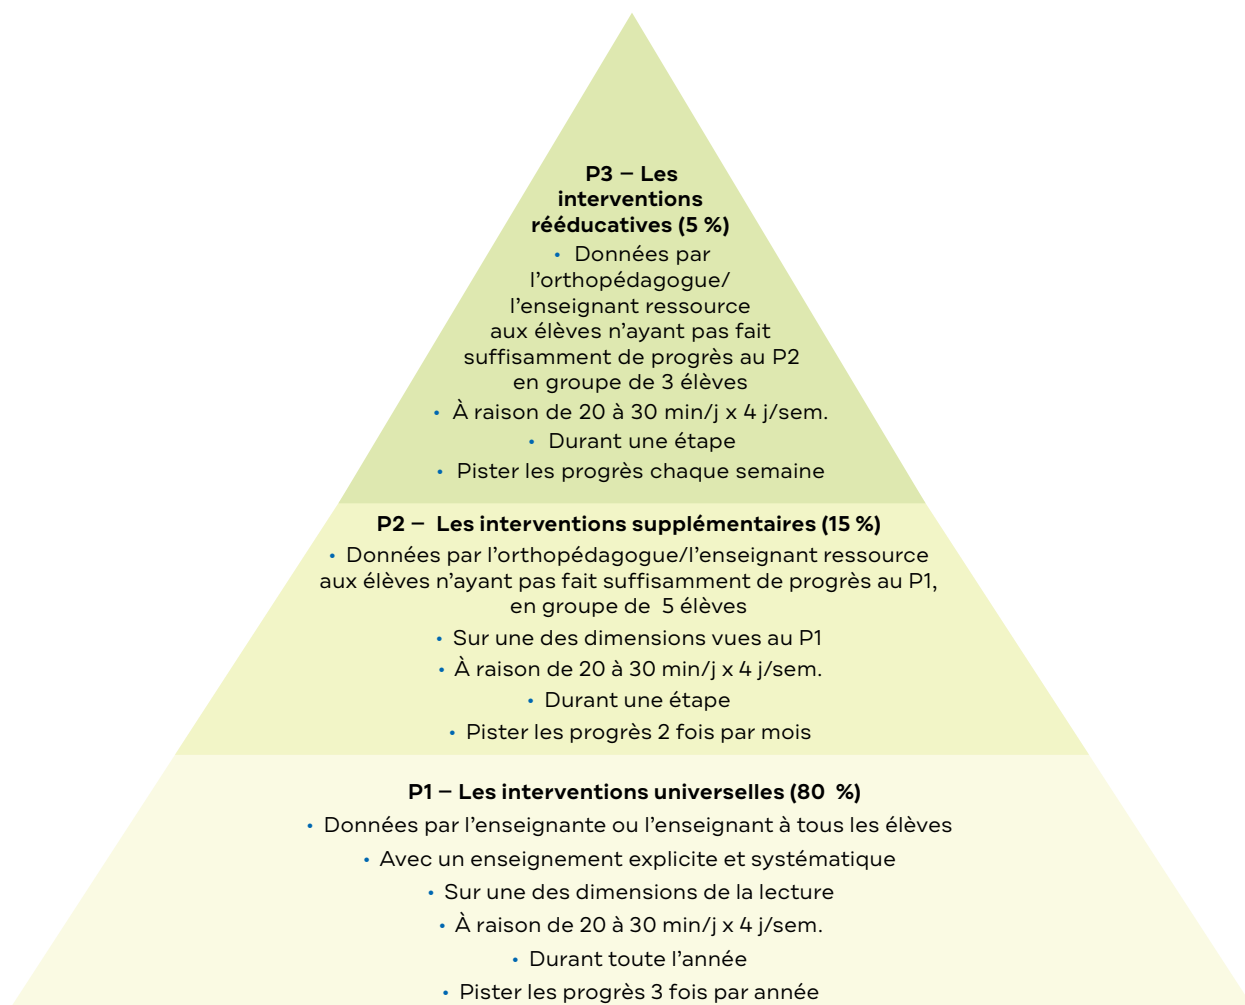 P3 – Les
interventions
rééducatives (5 %)
• Données par
l’orthopédagogue/
l’enseignant ressource
aux élèves n’ayant pas fait
suffisamment de progrès au P2
en groupe de 3 élèves
• À raison de 20 à 30 min/j x 4 j/sem.
• Durant une étape
• Pister les progrès chaque semaine
P2 – Les interventions supplémentaires (15 %)
• Données par l’orthopédagogue/l’enseignant ressource
aux élèves n’ayant pas fait suffisamment de progrès au P1,
en groupe de 5 élèves
• Sur une des dimensions vues au P1
• À raison de 20 à 30 min/j x 4 j/sem.
• Durant une étape
• Pister les progrès 2 fois par mois
P1 – Les interventions universelles (80 %)
• Données par l’enseignante ou l’enseignant à tous les élèves
• Avec un enseignement explicite et systématique
• Sur une des dimensions de la lecture
• À raison de 20 à 30 min/j x 4 j/sem.
• Durant toute l’année
• Pister les progrès 3 fois par année